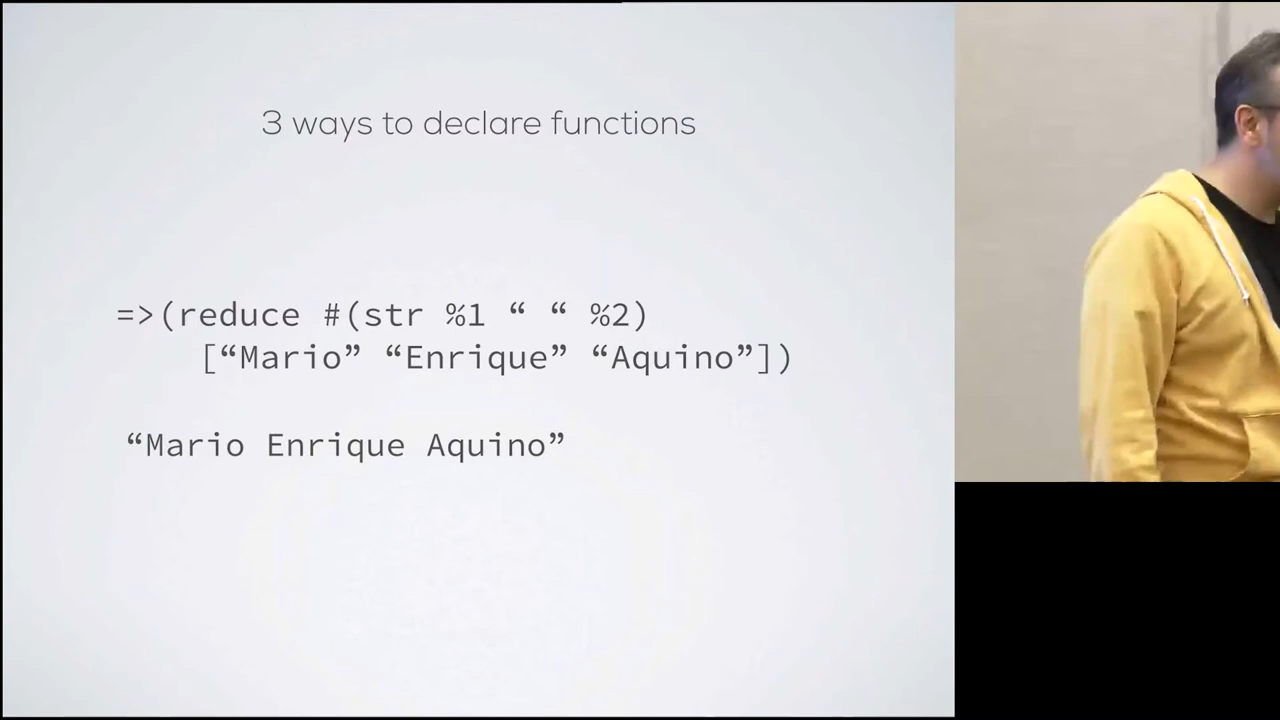 3 ways to declare functions
=>(reduce #(str %1 “ “ %2)
[“Mario” “Enrique” “Aquino”])
“Mario Enrique Aquino”